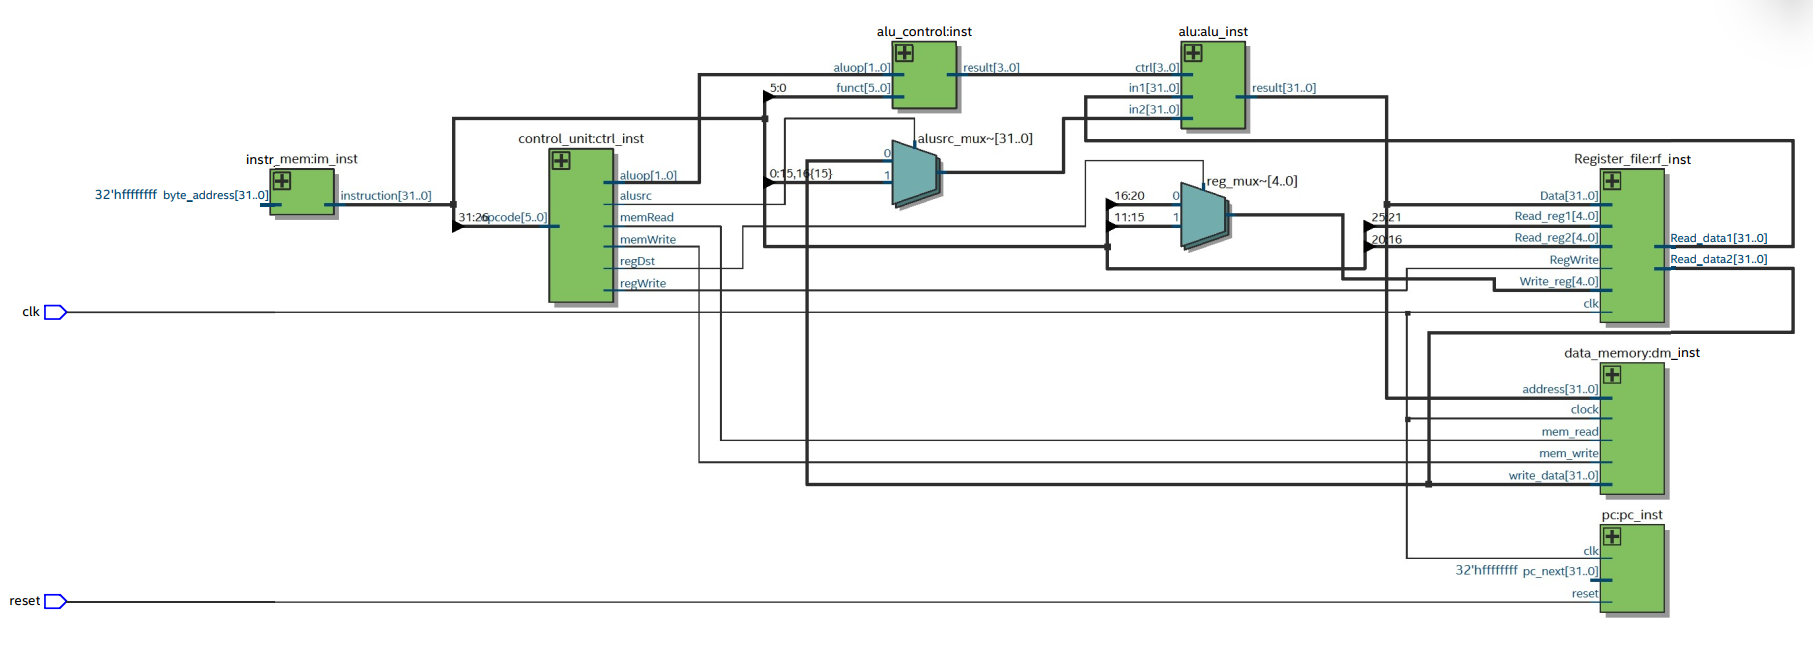 alu_control:inst
aluop[1..0]
funct[5..0]
result[3..0]
5:0
alu:alu_inst
ctrl[3..0]
in1[31..0]
in2[31..0]
result[31..0]
instr_mem:im_inst
32'hffffffff byte_address[31..0]
instruction[31..0]
31:26
opcode[5..0]
control_unit:ctrl_inst
aluop[1..0]
alusrc
memRead
memWrite
regDst
regWrite
alusrc_mux~[31..0]
0
0:15,16{15}
1
reg_mux~[4..0]
16:20
0
11:15
1
Register_file:rf_inst
Data[31..0]
25:21
Read_reg1[4..0]
20:16
Read_reg2[4..0]
RegWrite
Write_reg[4..0]
clk
Read_data1[31..0]
Read_data2[31..0]
clk
data_memory:dm_inst
address[31..0]
clock
mem_read
mem_write
write_data[31..0]
pc:pc_inst
clk
32'hffffffff pc_next[31..0]
reset
reset